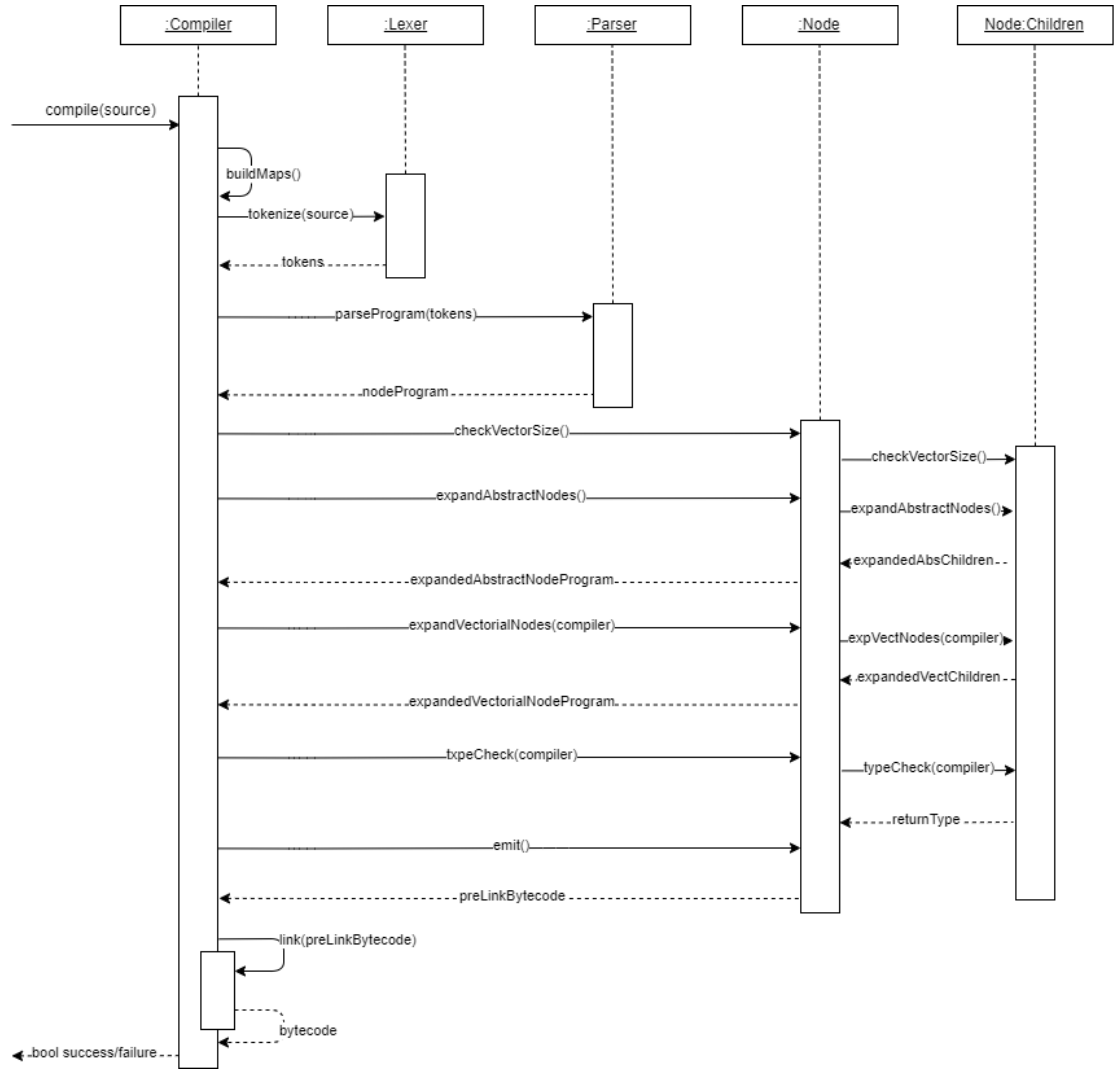 :Compiler
:Lexer
:Parser
:Node
Node:Children
compile(source)
buildMaps()
tokenize(source)
tokens
parseProgram(tokens)
nodeProgram
checkVectorSize()
checkVectorSize()
expandAbstractNodes()
expandAbstractNodes()
expandedAbsChildren
expandedAbstractNodeProgram
expandVectorialNodes(compiler)
expVectNodes(compiler)
expandedVectChildren
expandedVectorialNodeProgram
txpeCheck(compiler)
typeCheck(compiler)
returnType
emit()
preLinkBytecode
link(preLinkBytecode)
bytecode
bool success/failure